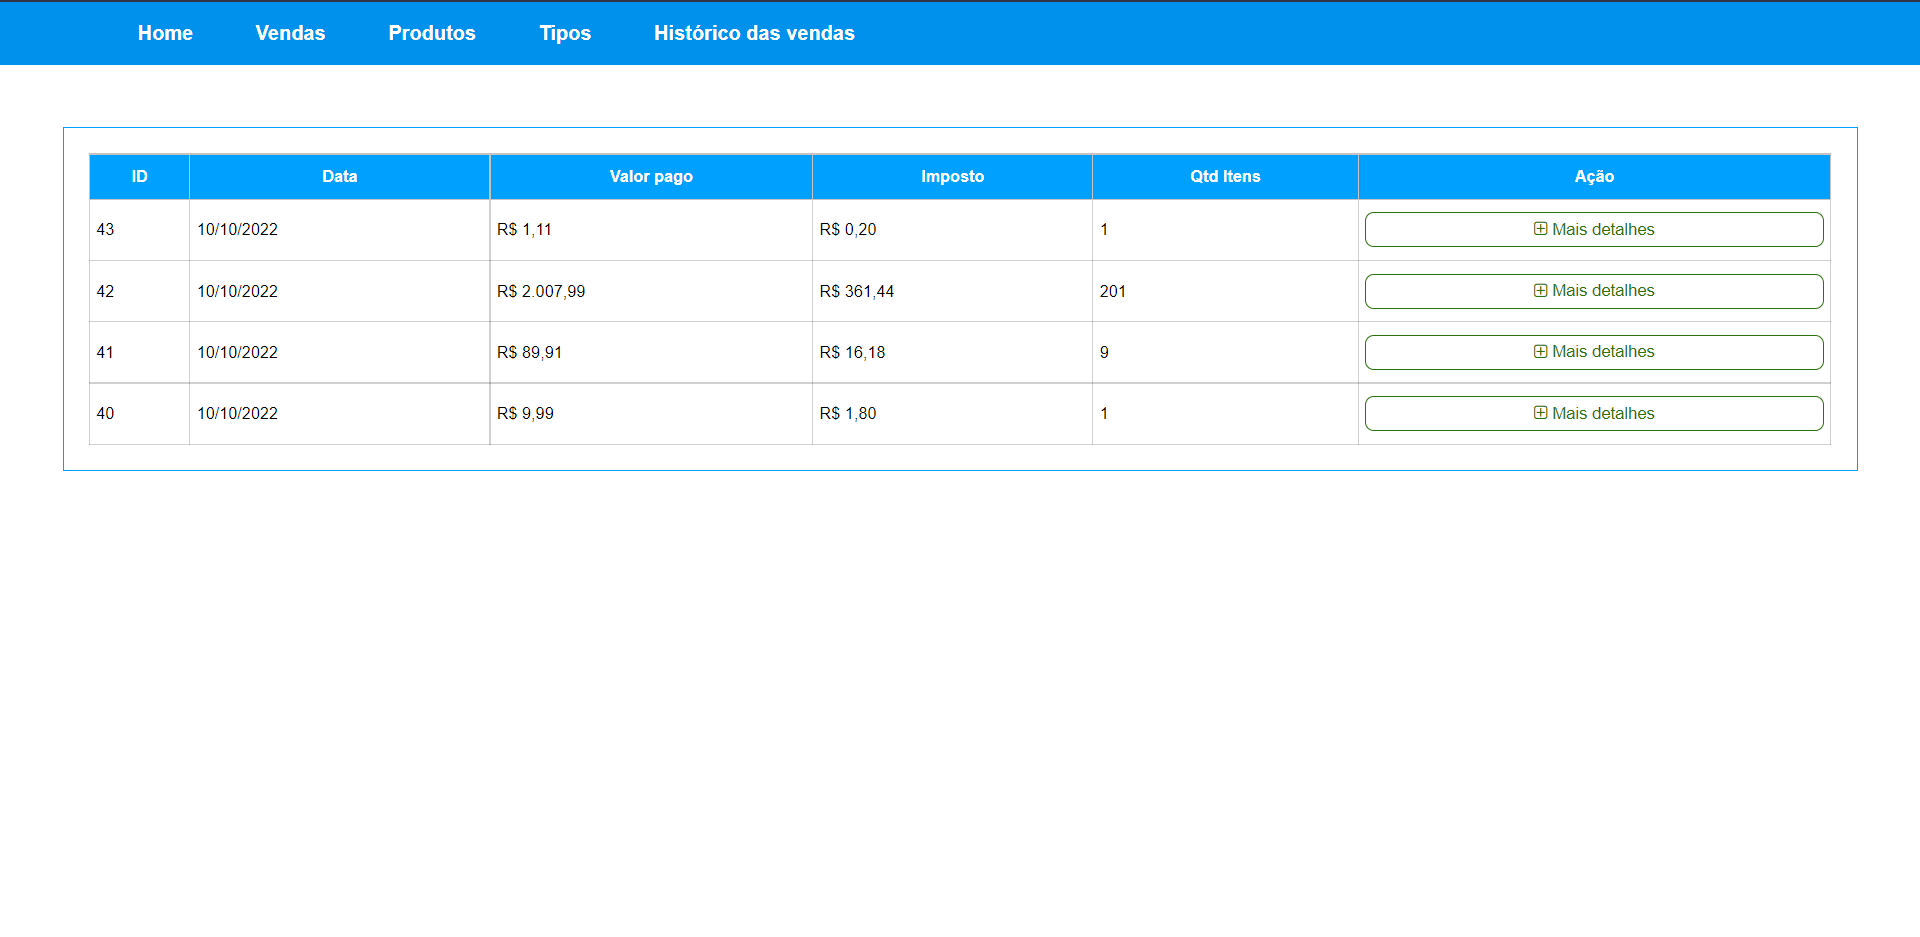 Home Vendas Produtos Tipos Histórico das vendas
ID Data Valor pago Imposto Qtd Itens Ação
43 10/10/2022 R$ 1,11 R$ 0,20 1 Mais detalhes
42 10/10/2022 R$ 2.007,99 R$ 361,44 201 Mais detalhes
41 10/10/2022 R$ 89,91 R$ 16,18 9 Mais detalhes
40 10/10/2022 R$ 9,99 R$ 1,80 1 Mais detalhes